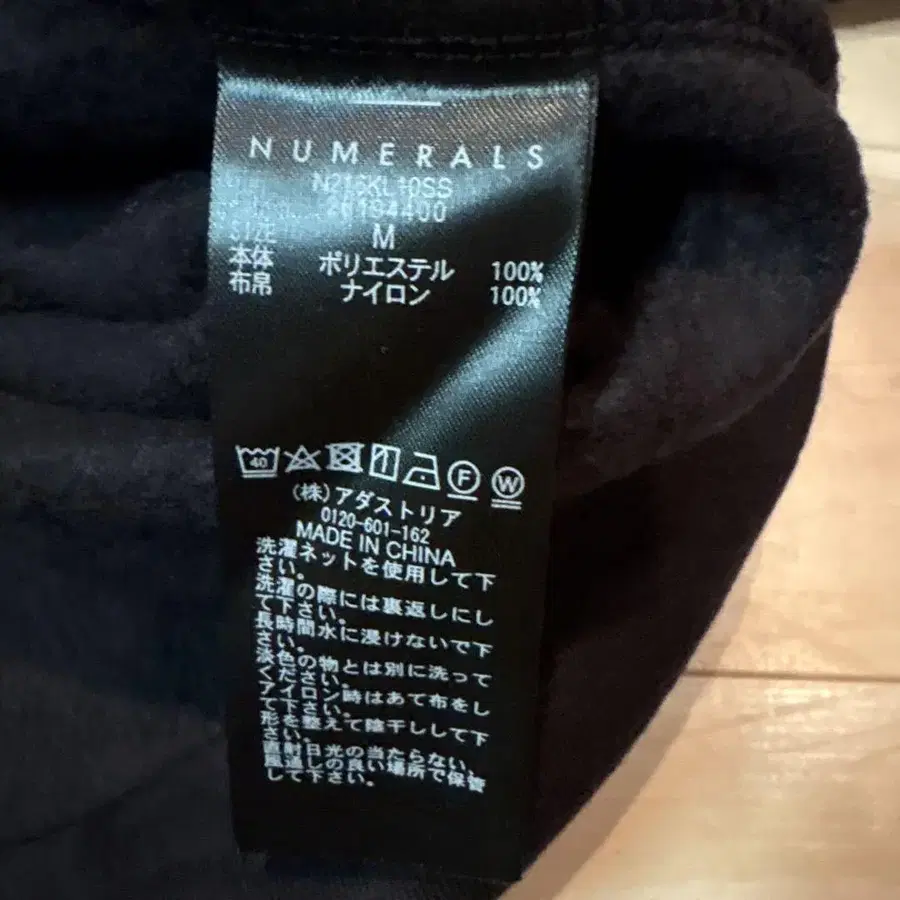 NUMERALS
SIZE M
本体 ポリエステル 100%
布帛 ナイロン 100%
40
F W
(株)アダストリア
0120-601-162
MADE IN CHINA
洗濯ネットを使用して下
さい。
洗濯の際には裏返しにし
て下さい。
長時間水に浸けないで下
さい。
淡色の物とは別に洗って
ください。
アイロン時はあて布をし
て下さい。
形を整えて陰干しして下
さい。
直射日光の当たらない、
風通しの良い場所で保管
して下さい。